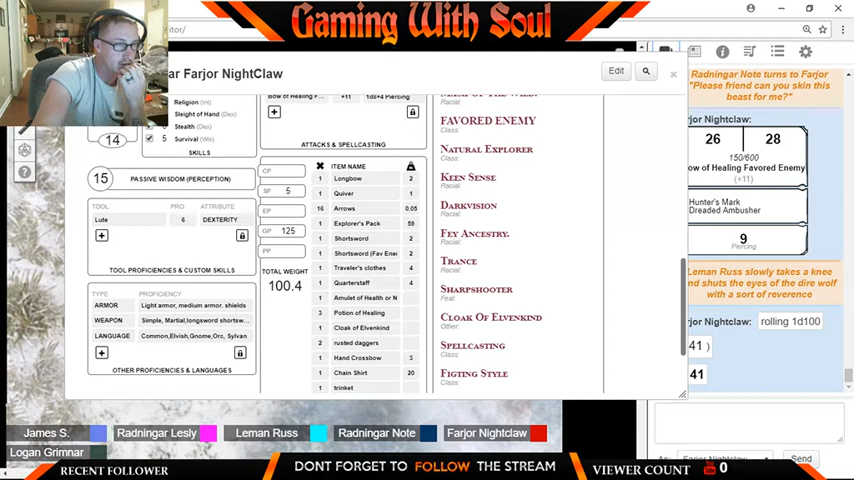 Gaming With Soul
itor/
ar Farjor NightClaw
Edit
Religion (Int)
Sleight of Hand (Dex)
5 Stealth (Dex)
5 Survival (Wis)
14
SKILLS
+11
1d8+4 Piercing
ATTACKS & SPELLCASTING
15
PASSIVE WISDOM (PERCEPTION)
TOOL
PRO
ATTRIBUTE
Lute
6
DEXTERITY
TOOL PROFICIENCIES & CUSTOM SKILLS
TYPE
PROFICIENCY
ARMOR
Light armor, medium armor. shields
WEAPON
Simple, Martial,longsword shortsw...
LANGUAGE
Common,Elvish,Gnome,Orc, Sylvan
OTHER PROFICIENCIES & LANGUAGES
CP
SP 5
EP
GP 125
PP
TOTAL WEIGHT
100.4
ITEM NAME
1 Longbow 2
1 Quiver 1
16 Arrows 0.05
1 Explorer's Pack 59
1 Shortsword 2
1 Shortsword (Fav Ene 2
1 Traveler's clothes 4
1 Quarterstaff 4
1 Amulet of Health or N
3 Potion of Healing
1 Cloak of Elvenkind
2 rusted daggers
1 Hand Crossbow 3
1 Chain Shirt 20
1 trinket
Racial:
FAVORED ENEMY
Class:
NATURAL EXPLORER
Class:
KEEN SENSE
Racial:
DARKVISION
Racial:
FEY ANCESTRY.
Racial:
TRANCE
Racial:
SHARPSHOOTER
Feat:
CLOAK OF ELVENKIND
Other:
SPELLCASTING
Class:
FIGTING STYLE
Class:
Radningar Note turns to Farjor
"Please friend can you skin this
beast for me?"
rjor Nightclaw:
26
28
150/600
ow of Healing Favored Enemy
(+11)
Hunter's Mark
Dreaded Ambusher
9
Piercing
Leman Russ slowly takes a knee
nd shuts the eyes of the dire wolf
with a sort of reverence
rjor Nightclaw:
rolling 1d100
41 )
41
As:
Farjor Nightclaw
Send
James S.
Radningar Lesly
Leman Russ
Radningar Note
Farjor Nightclaw
Logan Grimnar
RECENT FOLLOWER
DONT FORGET TO FOLLOW THE STREAM
VIEWER COUNT
0